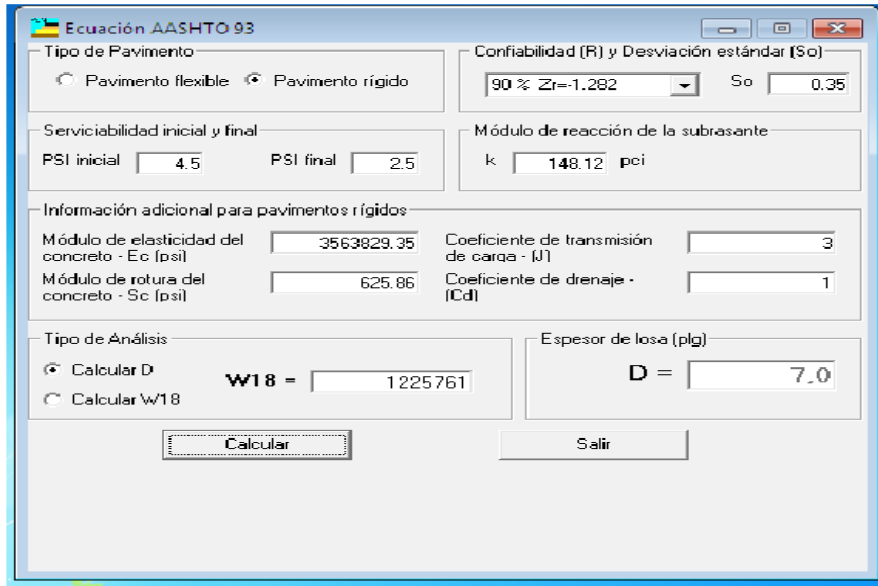 Ecuación AASHTO 93
Tipo de Pavimento
Pavimento flexible Pavimento rígido
Confiabilidad (R) y Desviación estándar (So)
90 % Zr=-1.282 So 0.35
Serviciabilidad inicial y final
PSI inicial 4.5 PSI final 2.5
Módulo de reacción de la subrasante
k 148.12 pci
Información adicional para pavimentos rígidos
Módulo de elasticidad del
concreto - Ec (psi)
3563829.35
Coeficiente de transmisión
de carga - (J)
3
Módulo de rotura del
concreto - Sc (psi)
625.86
Coeficiente de drenaje -
(Cd)
1
Tipo de Análisis
Calcular D
Calcular W18
W18 = 1225761
Espesor de losa (plg)
D = 7.0
Calcular
Salir